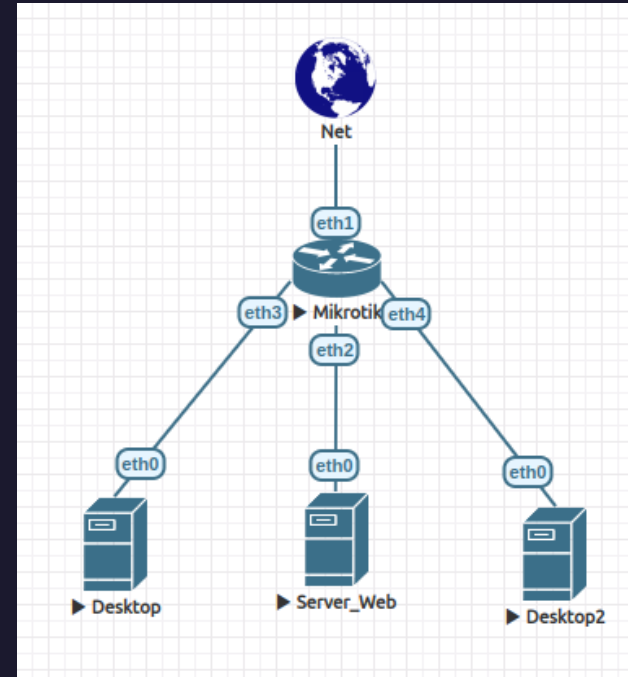 Net
eth1
eth3
Mikrotik
eth4
eth2
eth0
eth0
eth0
Desktop
Server_Web
Desktop2